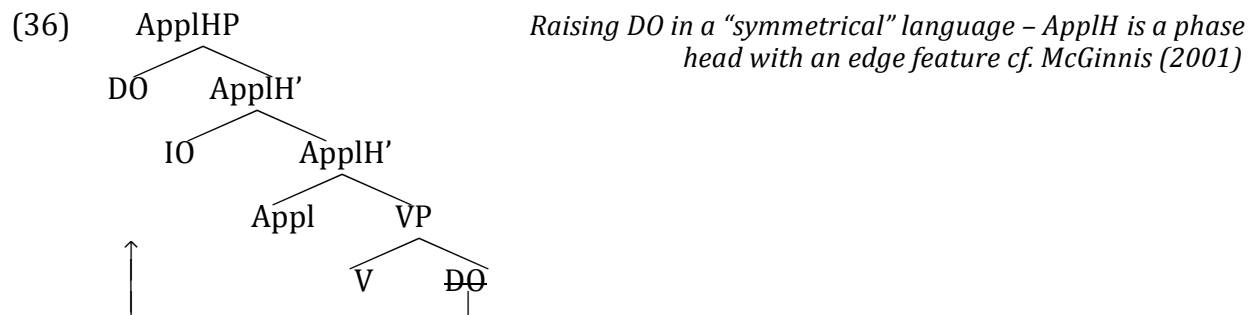 (36) ApplHP Raising DO in a “symmetrical” language – ApplH is a phase
head with an edge feature cf. McGinnis (2001)
DO ApplH’
IO ApplH’
Appl VP
V DO